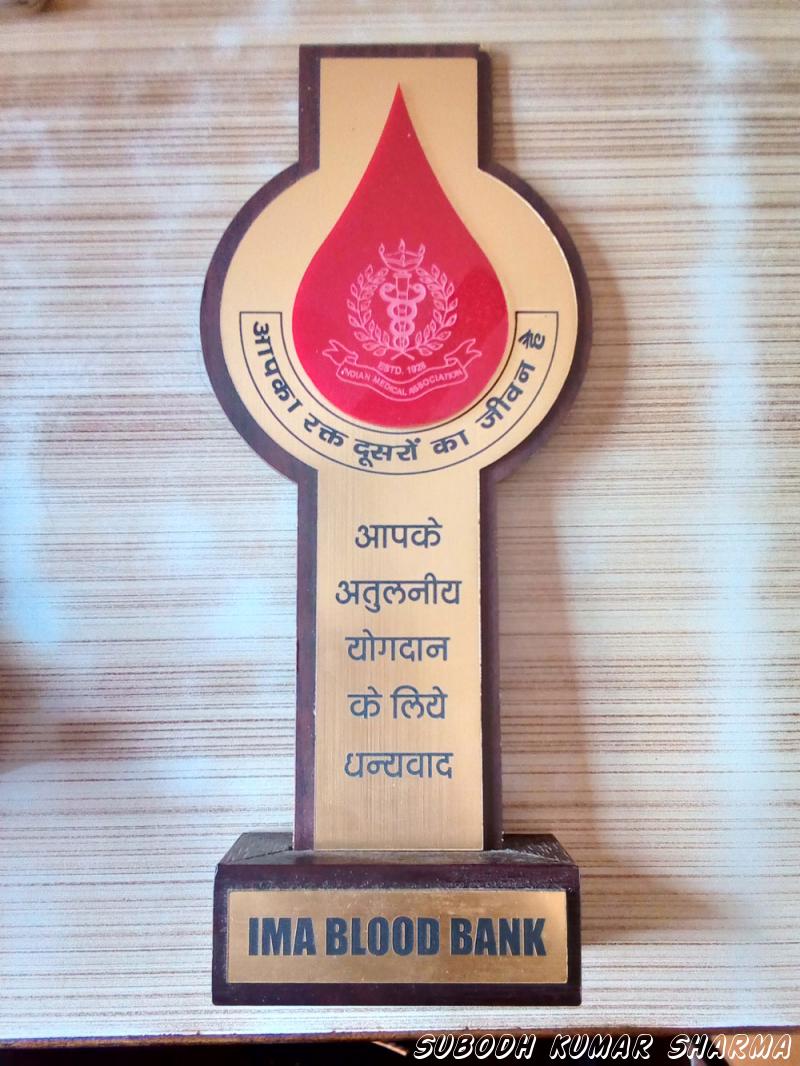 ESTD. 1928
INDIAN MEDICAL ASSOCIATION
आपका रक्त दूसरों का जीवन है
आपके
अतुलनीय
योगदान
के लिये
धन्यवाद
IMA BLOOD BANK
SUBODH KUMAR SHARMA